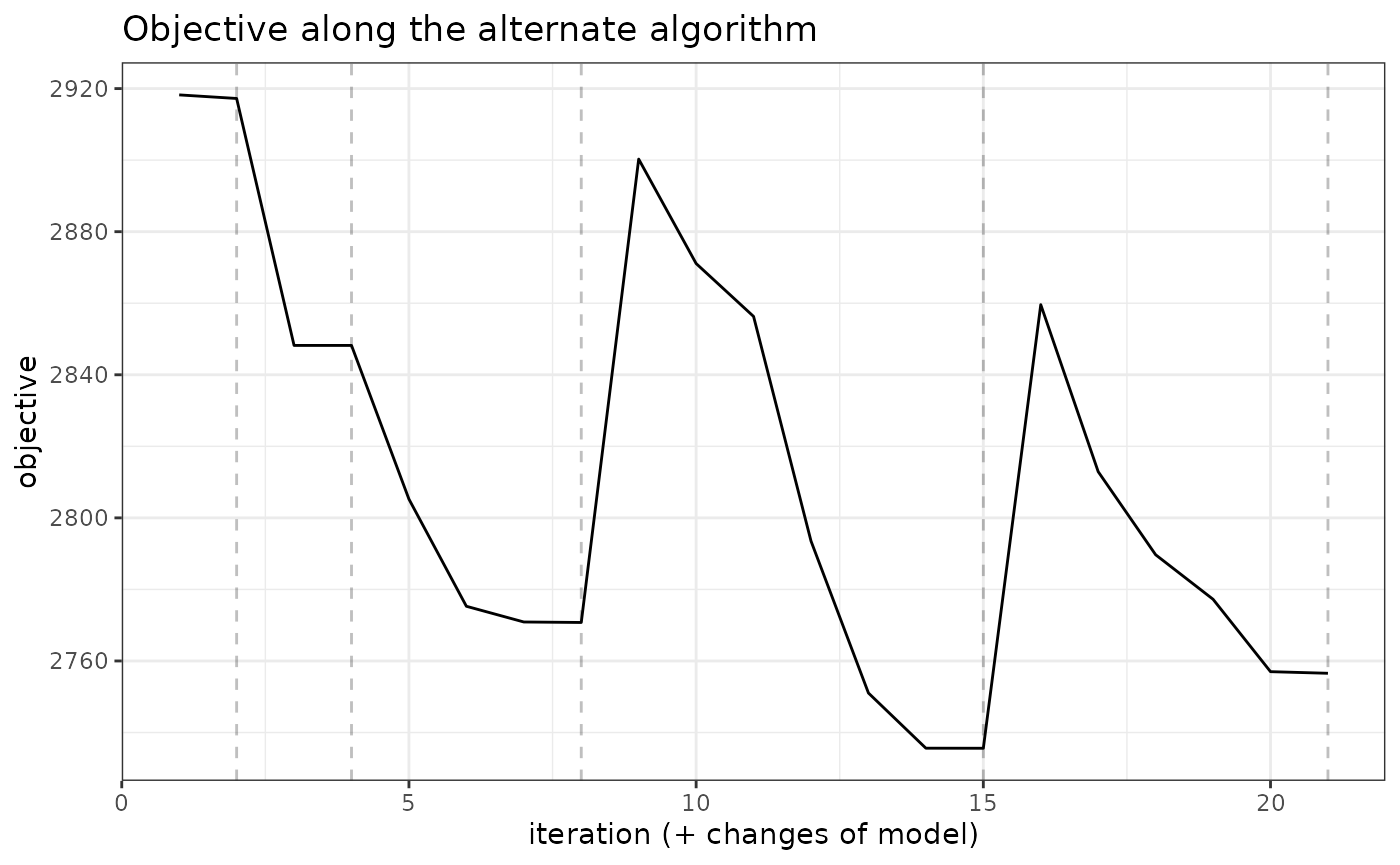 Objective along the alternate algorithm
objective
2920
2880
2840
2800
2760
0 5 10 15 20
iteration (+ changes of model)